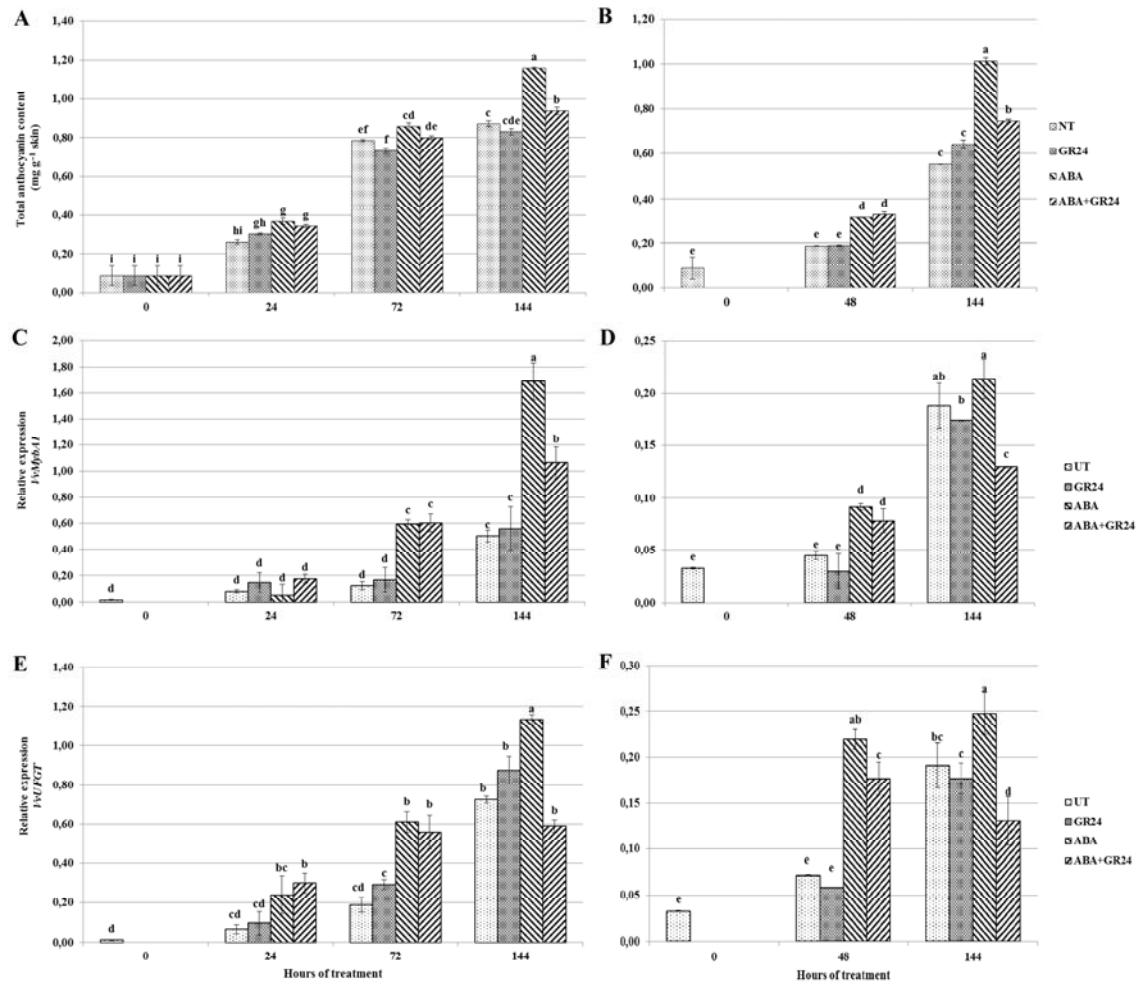 A
1,40
1,20
1,00
0,80
0,60
0,40
0,20
0,00
Total anthocyanin content
(mg g⁻¹ skin)
i i i i
hi gh g g
ef f cd de
c cde a b
0 24 72 144
B
1,20
1,00
0,80
0,60
0,40
0,20
0,00
e
e e d d
c c a b
0 48 144
NT
GR24
ABA
ABA+GR24
C
2,00
1,80
1,60
1,40
1,20
1,00
0,80
0,60
0,40
0,20
0,00
Relative expression
VvMybA1
d
d d d d
d d c c
c c a b
0 24 72 144
D
0,25
0,20
0,15
0,10
0,05
0,00
e
e e d d
ab b a c
0 48 144
UT
GR24
ABA
ABA+GR24
E
1,40
1,20
1,00
0,80
0,60
0,40
0,20
0,00
Relative expression
VvUFGT
d
cd cd bc b
cd c b b
b b a b
0 24 72 144
Hours of treatment
F
0,30
0,25
0,20
0,15
0,10
0,05
0,00
e
e e ab c
bc c a d
0 48 144
Hours of treatment
UT
GR24
ABA
ABA+GR24